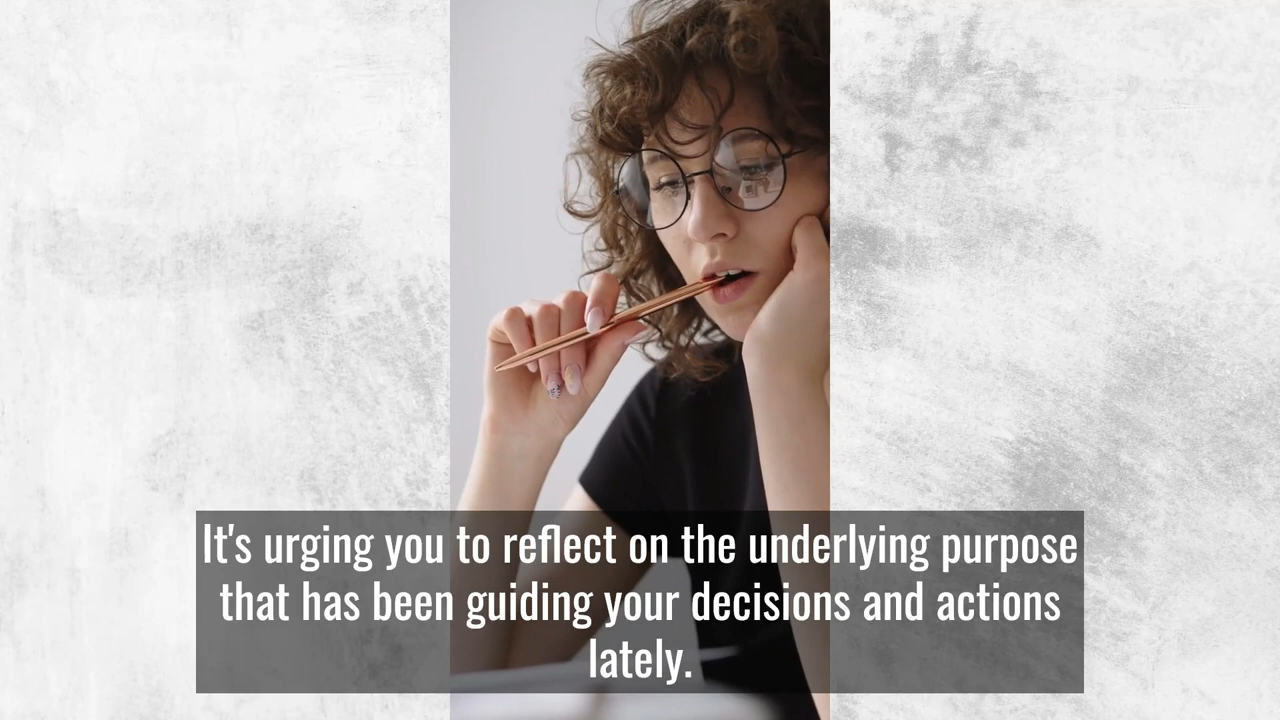 It's urging you to reflect on the underlying purpose
that has been guiding your decisions and actions
lately.